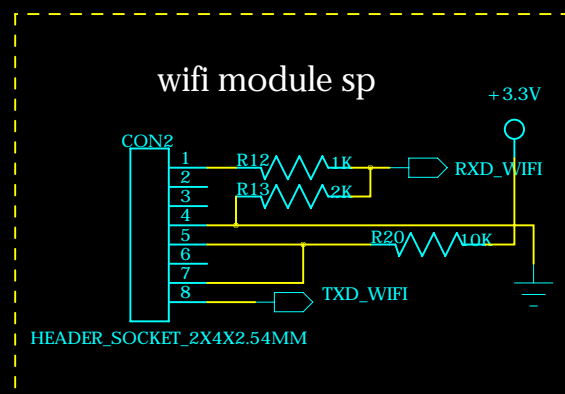 wifi module sp
+3.3V
CON2
1
R12
1K
RXD_WIFI
2
R13
2K
3
4
5
R20
10K
6
7
8
TXD_WIFI
HEADER_SOCKET_2X4X2.54MM